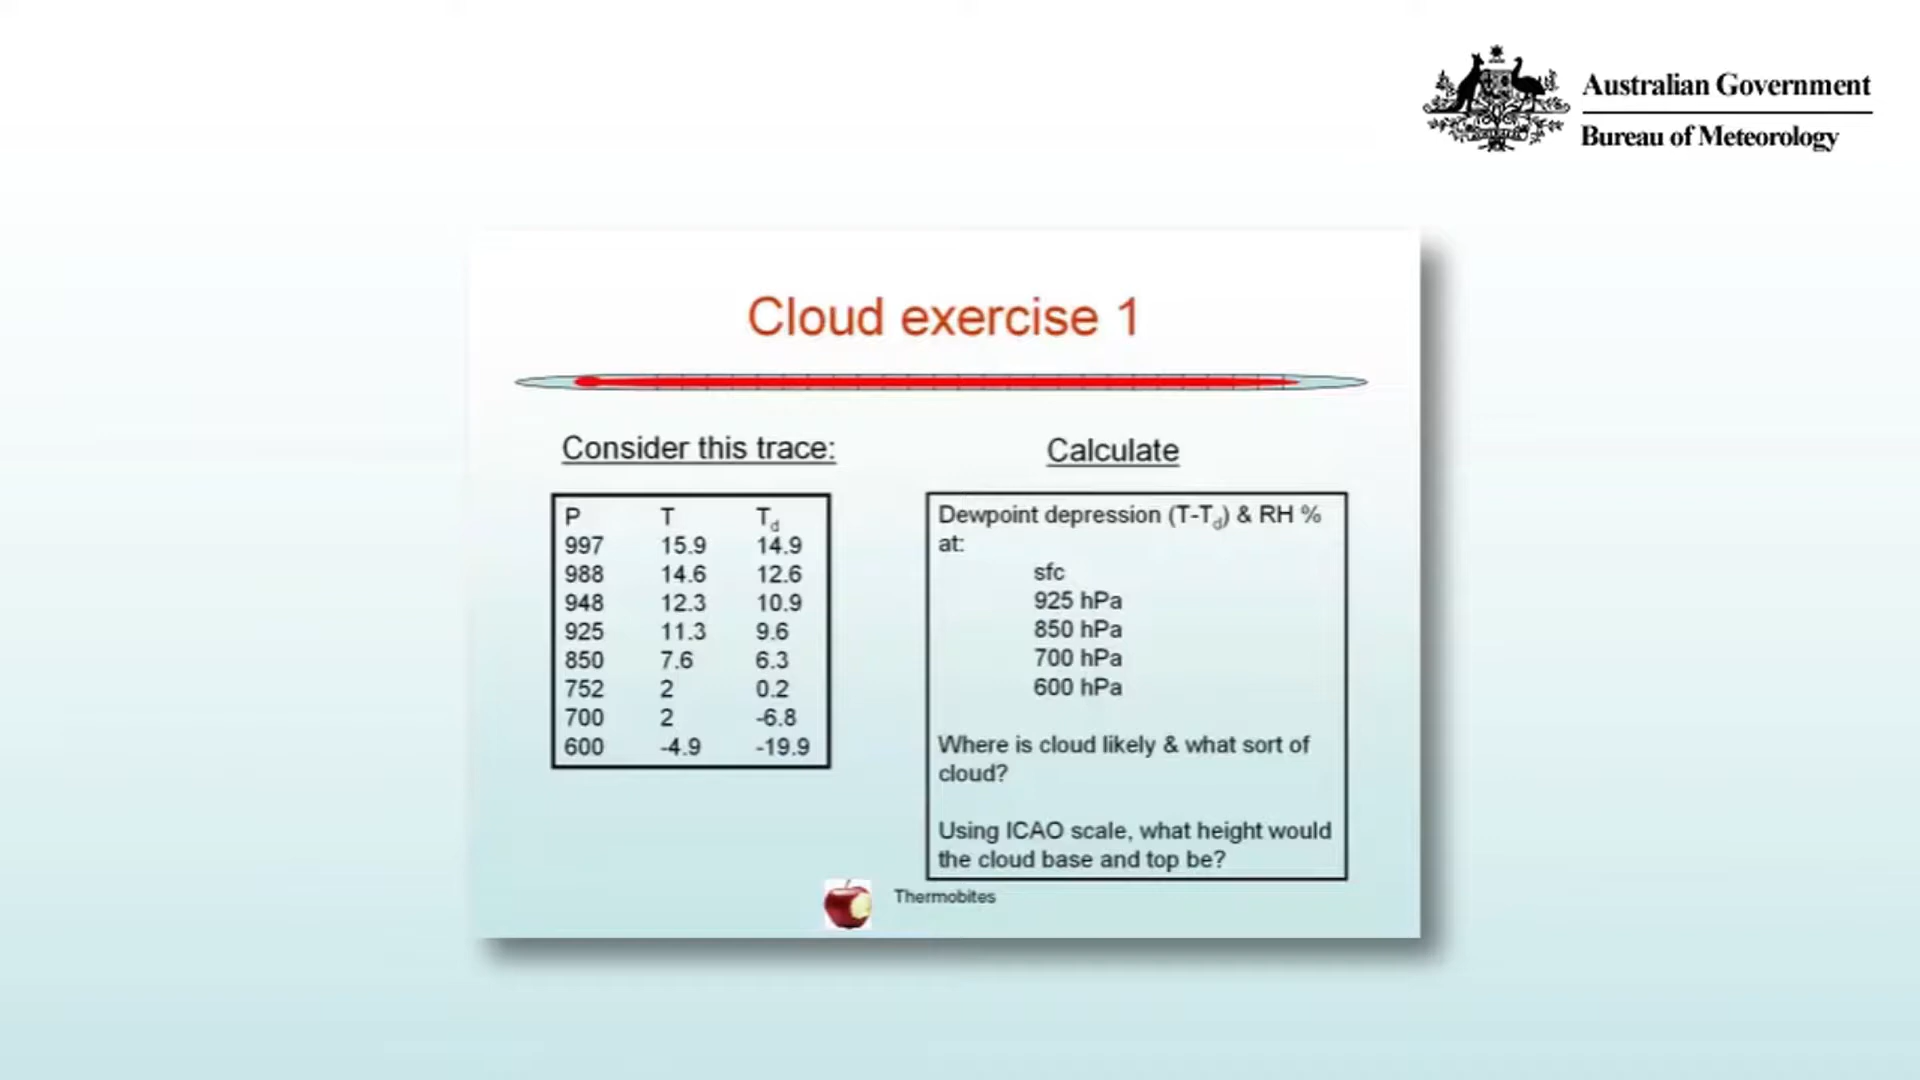 Australian Government
Bureau of Meteorology
Cloud exercise 1
Consider this trace:
P T Td
997 15.9 14.9
988 14.6 12.6
948 12.3 10.9
925 11.3 9.6
850 7.6 6.3
752 2 0.2
700 2 -6.8
600 -4.9 -19.9
Calculate
Dewpoint depression (T-Td) & RH %
at:
sfc
925 hPa
850 hPa
700 hPa
600 hPa
Where is cloud likely & what sort of
cloud?
Using ICAO scale, what height would
the cloud base and top be?
Thermobites